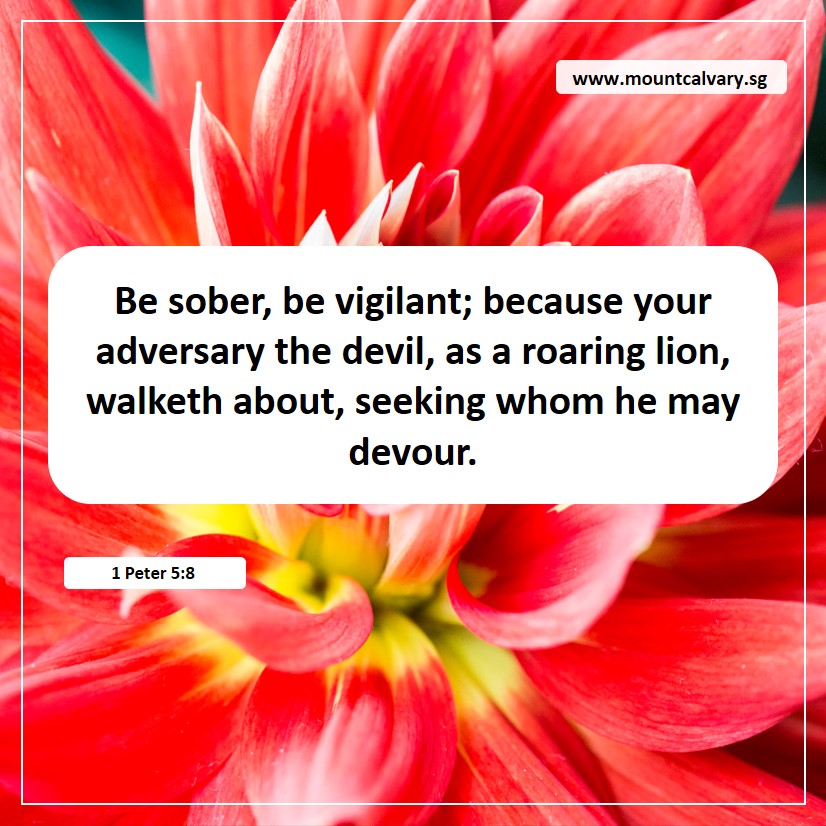 www.mountcalvary.sg
Be sober, be vigilant; because your
adversary the devil, as a roaring lion,
walketh about, seeking whom he may
devour.
1 Peter 5:8